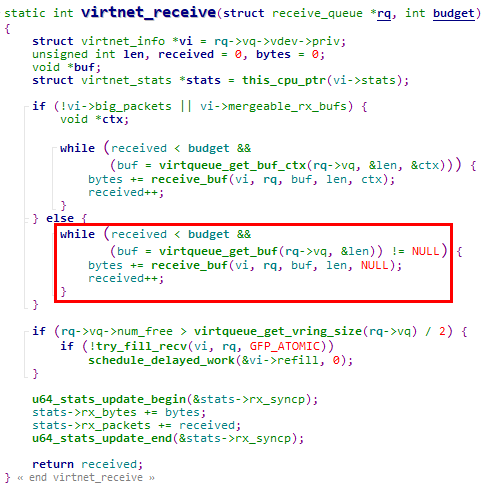 static int virtnet_receive(struct receive_queue *rq, int budget)
{
    struct virtnet_info *vi = rq->vq->vdev->priv;
    unsigned int len, received = 0, bytes = 0;
    void *buf;
    struct virtnet_stats *stats = this_cpu_ptr(vi->stats);

    if (!vi->big_packets || vi->mergeable_rx_bufs) {
        void *ctx;

        while (received < budget &&
               (buf = virtqueue_get_buf_ctx(rq->vq, &len, &ctx))) {
            bytes += receive_buf(vi, rq, buf, len, ctx);
            received++;
        }
    } else {
        while (received < budget &&
               (buf = virtqueue_get_buf(rq->vq, &len)) != NULL) {
            bytes += receive_buf(vi, rq, buf, len, NULL);
            received++;
        }
    }

    if (rq->vq->num_free > virtqueue_get_vring_size(rq->vq) / 2) {
        if (!try_fill_recv(vi, rq, GFP_ATOMIC))
            schedule_delayed_work(&vi->refill, 0);
    }

    u64_stats_update_begin(&stats->rx_syncp);
    stats->rx_bytes += bytes;
    stats->rx_packets += received;
    u64_stats_update_end(&stats->rx_syncp);

    return received;
} « end virtnet_receive »